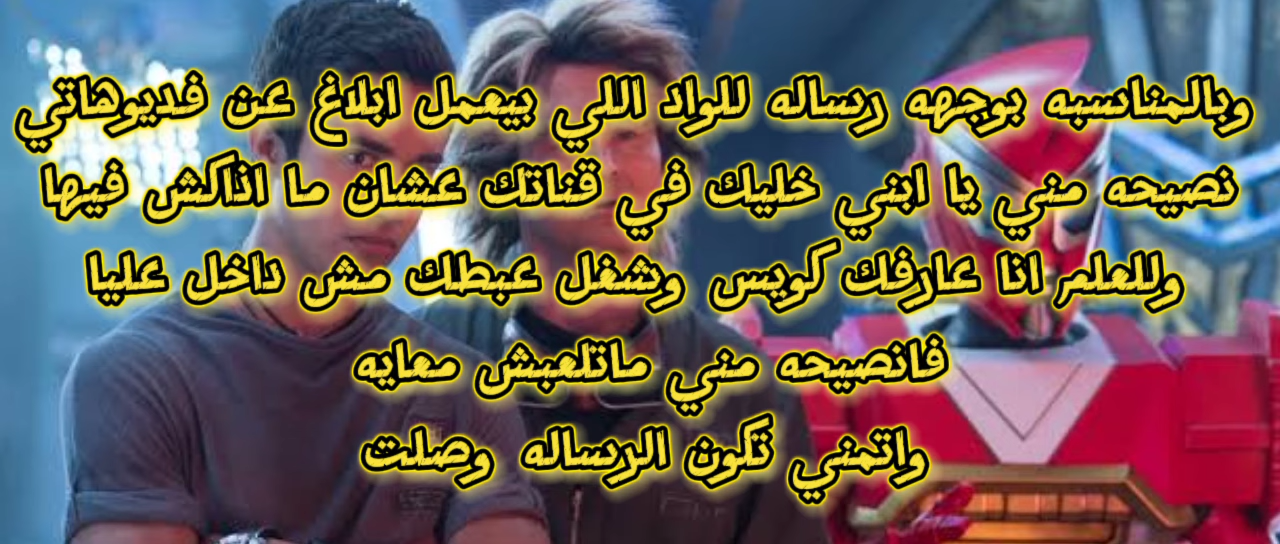 وبالمناسبه بوجهه رساله للواد اللي بيعمل ابلاغ عن فديوهاتي
نصيحه مني يا ابني خليك في قناتك عشان ما اذاكش فيها
وللعلم انا عارفك كويس وشغل عبطك مش داخل عليا
فانصيحه مني ماتلعبش معايه
واتمني تكون الرساله وصلت